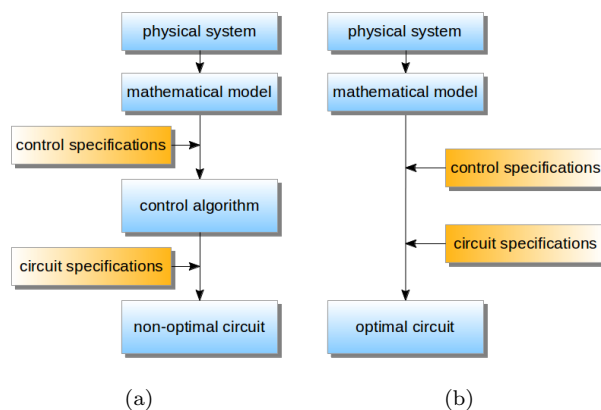 physical system
mathematical model
control specifications
control algorithm
circuit specifications
non-optimal circuit
(a)
physical system
mathematical model
control specifications
circuit specifications
optimal circuit
(b)